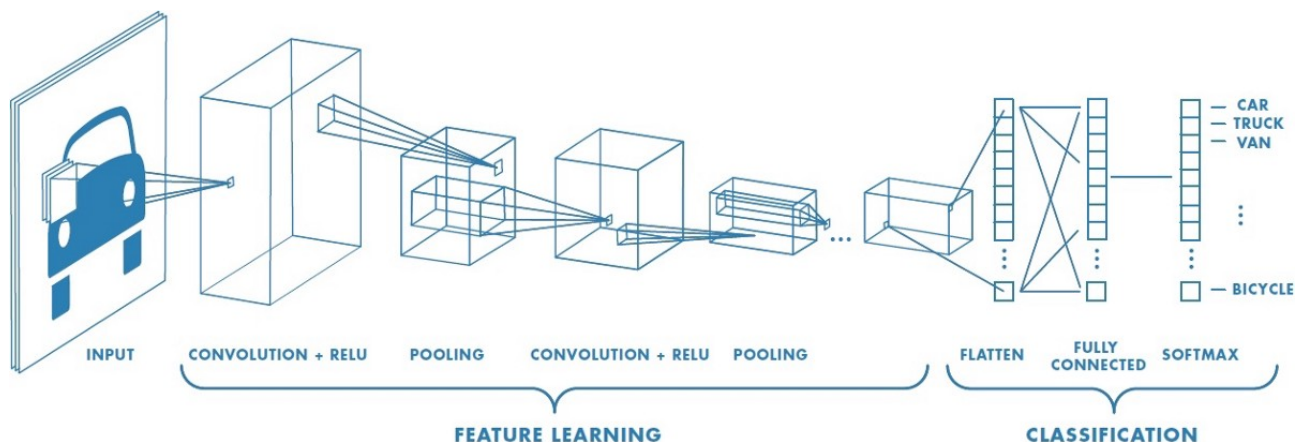 CAR
TRUCK
VAN
BICYCLE
INPUT
CONVOLUTION + RELU
POOLING
CONVOLUTION + RELU
POOLING
FLATTEN
FULLY
CONNECTED
SOFTMAX
FEATURE LEARNING
CLASSIFICATION